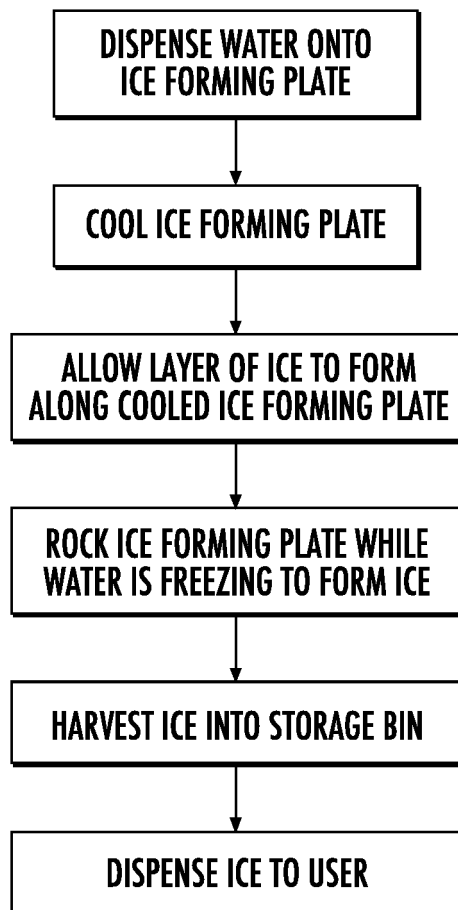 DISPENSE WATER ONTO
ICE FORMING PLATE
COOL ICE FORMING PLATE
ALLOW LAYER OF ICE TO FORM
ALONG COOLED ICE FORMING PLATE
ROCK ICE FORMING PLATE WHILE
WATER IS FREEZING TO FORM ICE
HARVEST ICE INTO STORAGE BIN
DISPENSE ICE TO USER